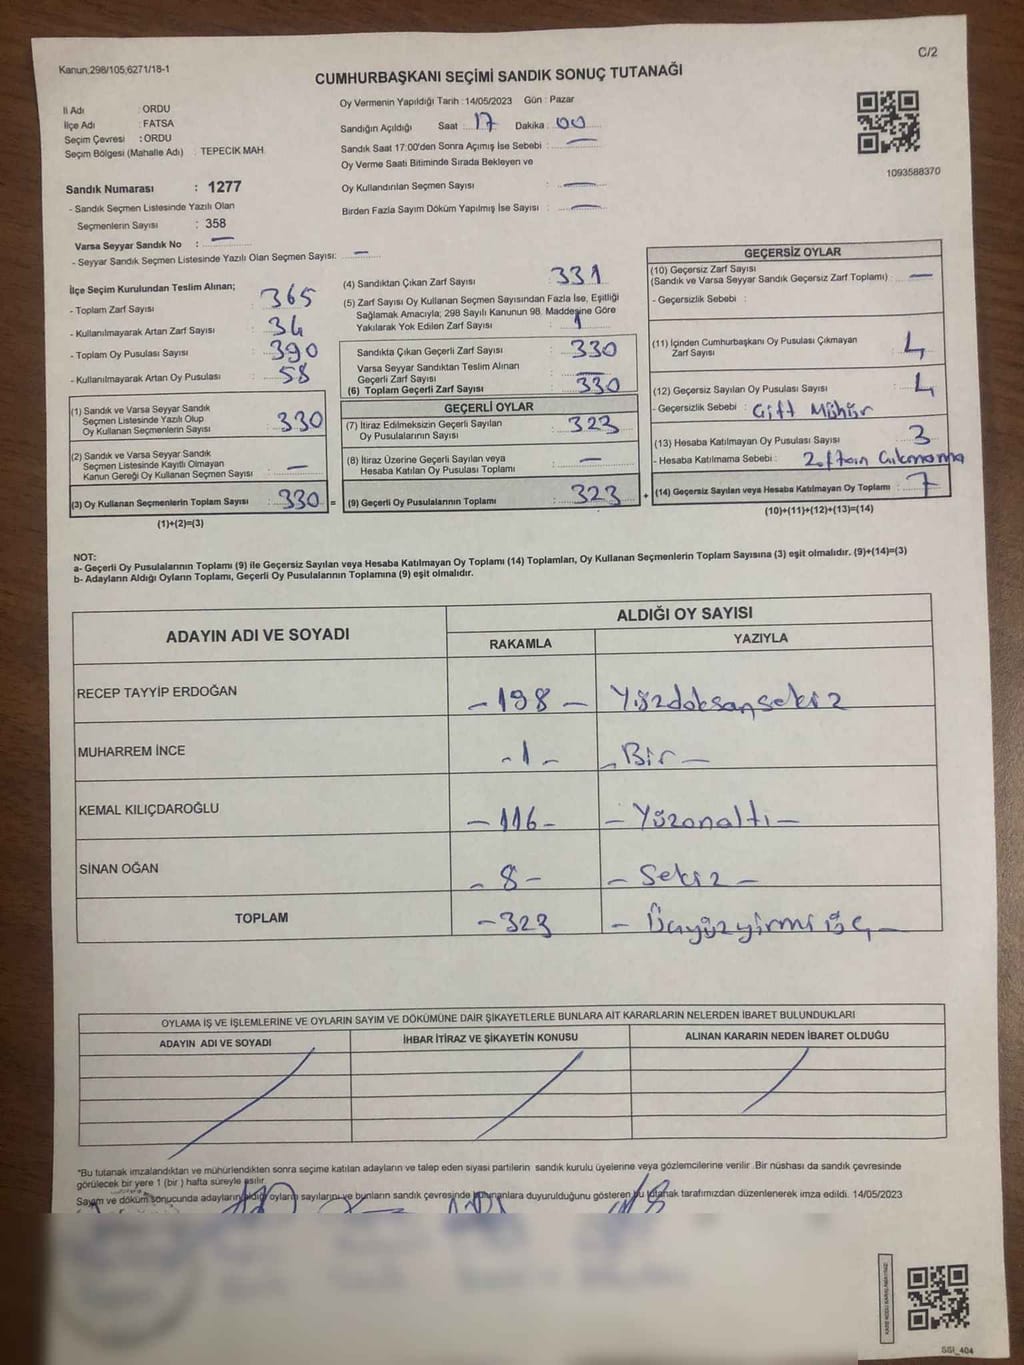 C/2
Kanun;298/105;6271/18-1
CUMHURBAŞKANI SEÇİMİ SANDIK SONUÇ TUTANAĞI
İl Adı : ORDU
İlçe Adı : FATSA
Seçim Çevresi : ORDU
Seçim Bölgesi (Mahalle Adı) : TEPECİK MAH.
Oy Vermenin Yapıldığı Tarih : 14/05/2023 Gün : Pazar
Sandığın Açıldığı Saat : 17 Dakika : 00
Sandık Saat 17:00'den Sonra Açımış İse Sebebi : —
Oy Verme Saati Bitiminde Sırada Bekleyen ve
Oy Kullandırılan Seçmen Sayısı : —
Birden Fazla Sayım Döküm Yapılmış İse Sayısı : —
1093588370
Sandık Numarası : 1277
- Sandık Seçmen Listesinde Yazılı Olan
Seçmenlerin Sayısı : 358
Varsa Seyyar Sandık No : —
- Seyyar Sandık Seçmen Listesinde Yazılı Olan Seçmen Sayısı: —
İlçe Seçim Kurulundan Teslim Alınan;
- Toplam Zarf Sayısı : 365
- Kullanılmayarak Artan Zarf Sayısı : 34
- Toplam Oy Pusulası Sayısı : 390
- Kullanılmayarak Artan Oy Pusulası : 58
(1) Sandık ve Varsa Seyyar Sandık
Seçmen Listesinde Yazılı Olup
Oy Kullanan Seçmenlerin Sayısı : 330
(2) Sandık ve Varsa Seyyar Sandık
Seçmen Listesinde Kayıtlı Olmayan
Kanun Gereği Oy Kullanan Seçmen Sayısı : —
(3) Oy Kullanan Seçmenlerin Toplam Sayısı : 330 =
(1)+(2)=(3)
(4) Sandıktan Çıkan Zarf Sayısı : 331
(5) Zarf Sayısı Oy Kullanan Seçmen Sayısından Fazla İse, Eşitliği
Sağlamak Amacıyla; 298 Sayılı Kanunun 98. Maddesine Göre
Yakılarak Yok Edilen Zarf Sayısı : 1
Sandıkta Çıkan Geçerli Zarf Sayısı : 330
Varsa Seyyar Sandıktan Teslim Alınan
Geçerli Zarf Sayısı : —
(6) Toplam Geçerli Zarf Sayısı : 330
GEÇERLİ OYLAR
(7) İtiraz Edilmeksizin Geçerli Sayılan
Oy Pusulalarının Sayısı : 323
(8) İtiraz Üzerine Geçerli Sayılan veya
Hesaba Katılan Oy Pusulası Toplamı : —
(9) Geçerli Oy Pusulalarının Toplamı : 323 +
GEÇERSİZ OYLAR
(10) Geçersiz Zarf Sayısı
(Sandık ve Varsa Seyyar Sandık Geçersiz Zarf Toplamı) : —
- Geçersizlik Sebebi :
(11) İçinden Cumhurbaşkanı Oy Pusulası Çıkmayan
Zarf Sayısı : 4
(12) Geçersiz Sayılan Oy Pusulası Sayısı : 4
- Geçersizlik Sebebi : Çift Mühür
(13) Hesaba Katılmayan Oy Pusulası Sayısı : 3
- Hesaba Katılmama Sebebi : Zarftan Çıkmama
(14) Geçersiz Sayılan veya Hesaba Katılmayan Oy Toplamı : 7
(10)+(11)+(12)+(13)=(14)
NOT:
a- Geçerli Oy Pusulalarının Toplamı (9) ile Geçersiz Sayılan veya Hesaba Katılmayan Oy Toplamı (14) Toplamları, Oy Kullanan Seçmenlerin Toplam Sayısına (3) eşit olmalıdır. (9)+(14)=(3)
b- Adayların Aldığı Oyların Toplamı, Geçerli Oy Pusulalarının Toplamına (9) eşit olmalıdır.
ADAYIN ADI VE SOYADI
ALDIĞI OY SAYISI
RAKAMLA YAZIYLA
RECEP TAYYİP ERDOĞAN - 198 - Yüzdoksansekiz
MUHARREM İNCE - 1 - - Bir -
KEMAL KILIÇDAROĞLU - 116 - - Yüzonaltı -
SİNAN OĞAN - 8 - - Sekiz -
TOPLAM - 323 - Üçyüzyirmi üç -
OYLAMA İŞ VE İŞLEMLERİNE VE OYLARIN SAYIM VE DÖKÜMÜNE DAİR ŞİKAYETLERLE BUNLARA AİT KARARLARIN NELERDEN İBARET BULUNDUKLARI
ADAYIN ADI VE SOYADI İHBAR İTİRAZ VE ŞİKAYETİN KONUSU ALINAN KARARIN NEDEN İBARET OLDUĞU
*Bu tutanak imzalandıktan ve mühürlendikten sonra seçime katılan adayların ve talep eden siyasi partilerin sandık kurulu üyelerine veya gözlemcilerine verilir. Bir nüshası da sandık çevresinde
görülecek bir yere 1 (bir ) hafta süreyle asılır.
Sayım ve döküm sonucunda adayların aldığı oyların sayılarını ve bunların sandık çevresinde bulunanlara duyurulduğunu gösteren bu tutanak tarafımızdan düzenlenerek imza edildi. 14/05/2023
SSI_404